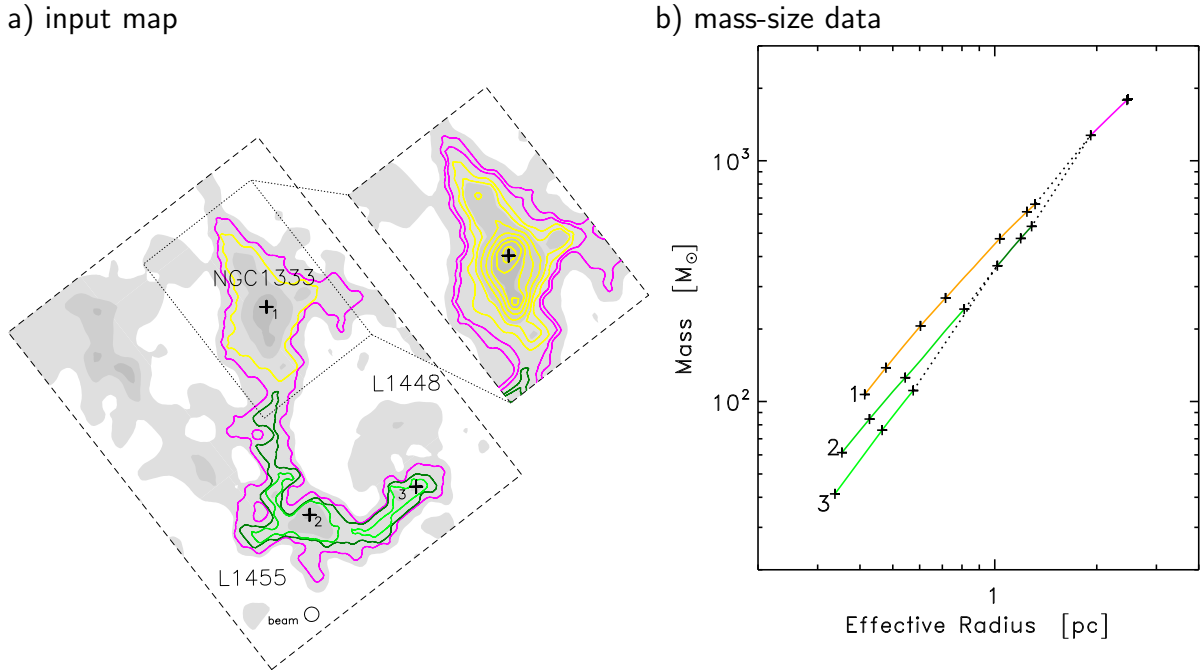 a) input map
NGC1333
1
L1448
3
2
L1455
beam
b) mass-size data
10³
Mass [M⊙]
10²
1
2
3
1
Effective Radius [pc]